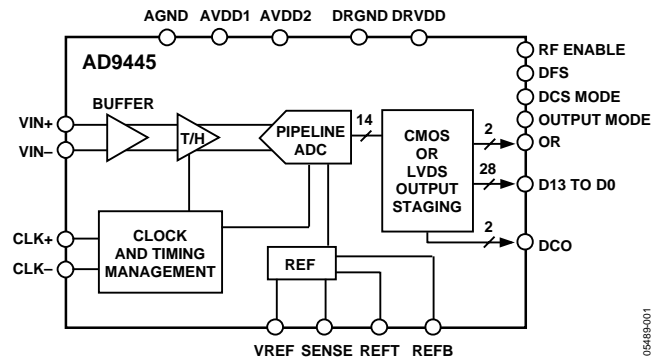 AGND AVDD1 AVDD2 DRGND DRVDD
AD9445
RF ENABLE
DFS
DCS MODE
OUTPUT MODE
OR
D13 TO D0
DCO
BUFFER
VIN+
VIN–
T/H
PIPELINE
ADC
14
CMOS
OR
LVDS
OUTPUT
STAGING
2
28
2
CLK+
CLK–
CLOCK
AND TIMING
MANAGEMENT
REF
VREF SENSE REFT REFB
05489-001